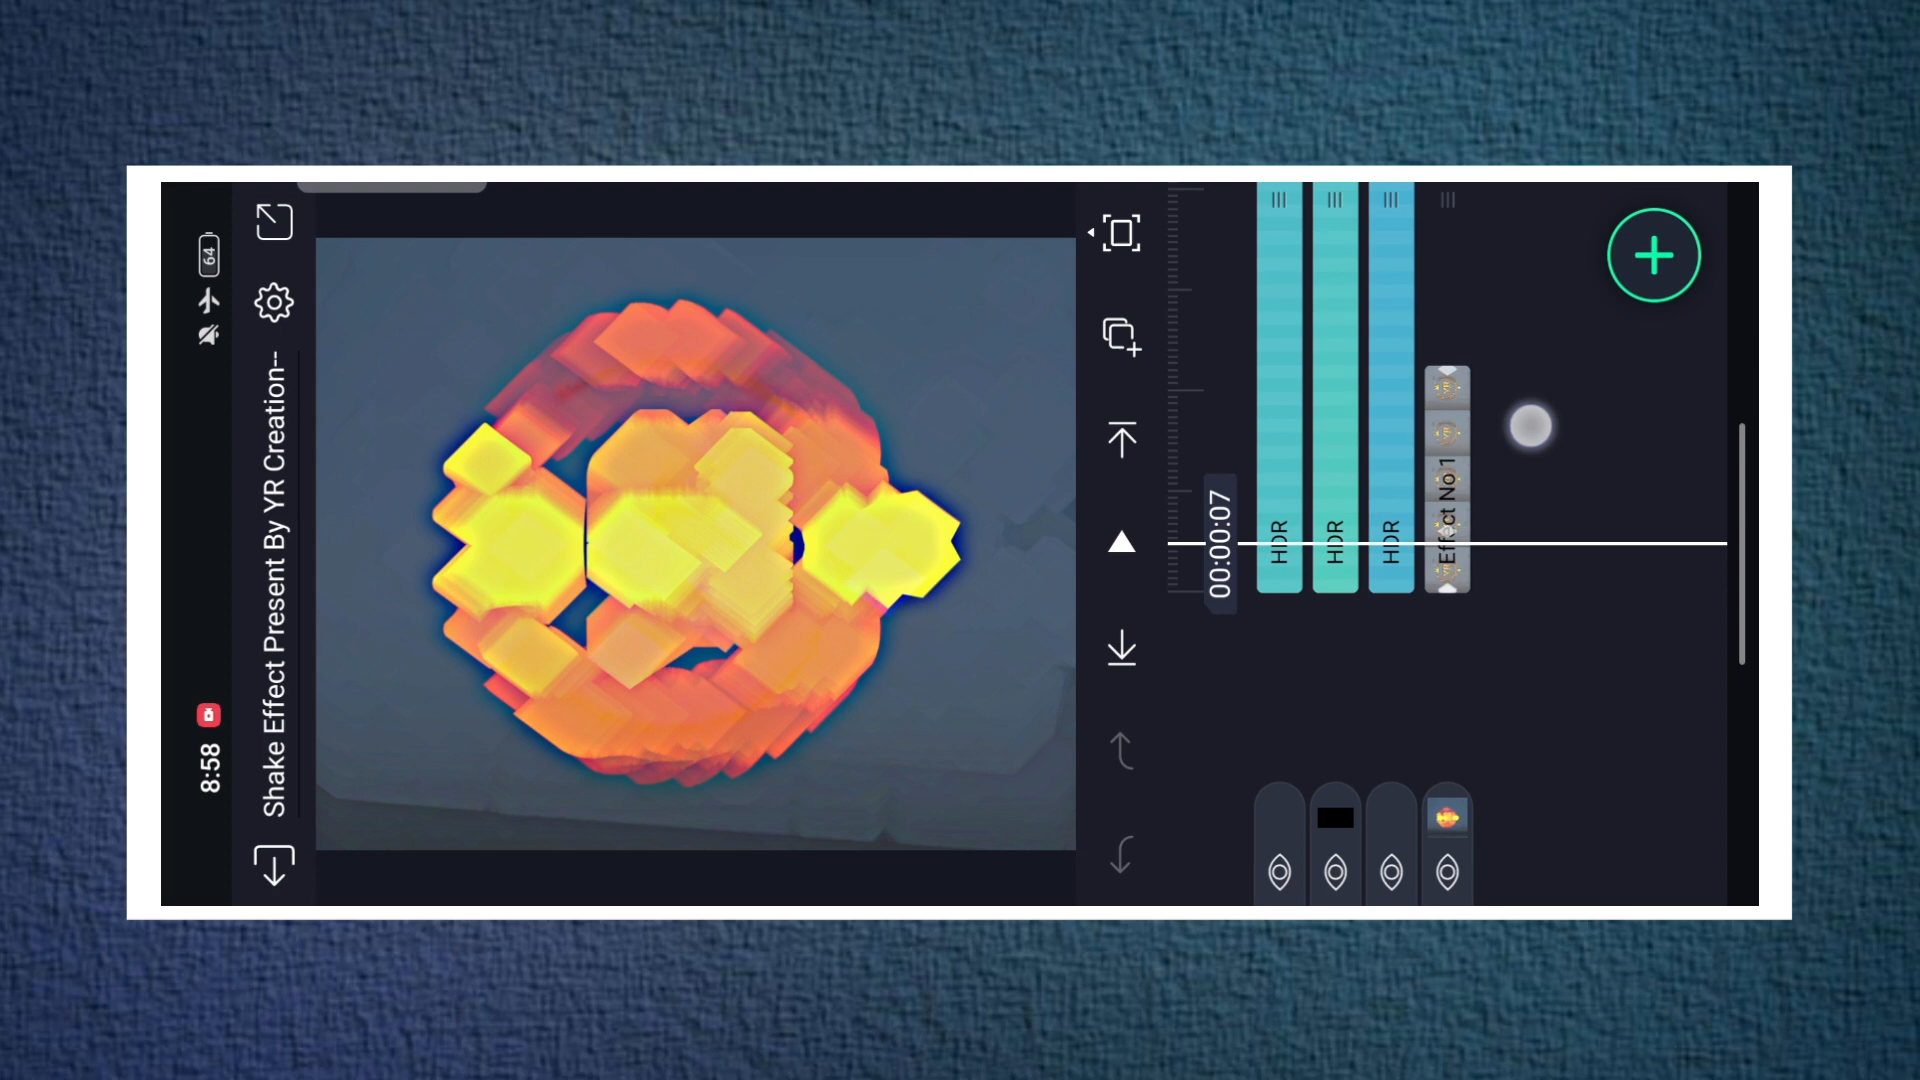 8:58
64
Shake Effect Present By YR Creation--
00:00:07
HDR
HDR
HDR
Effect No 1